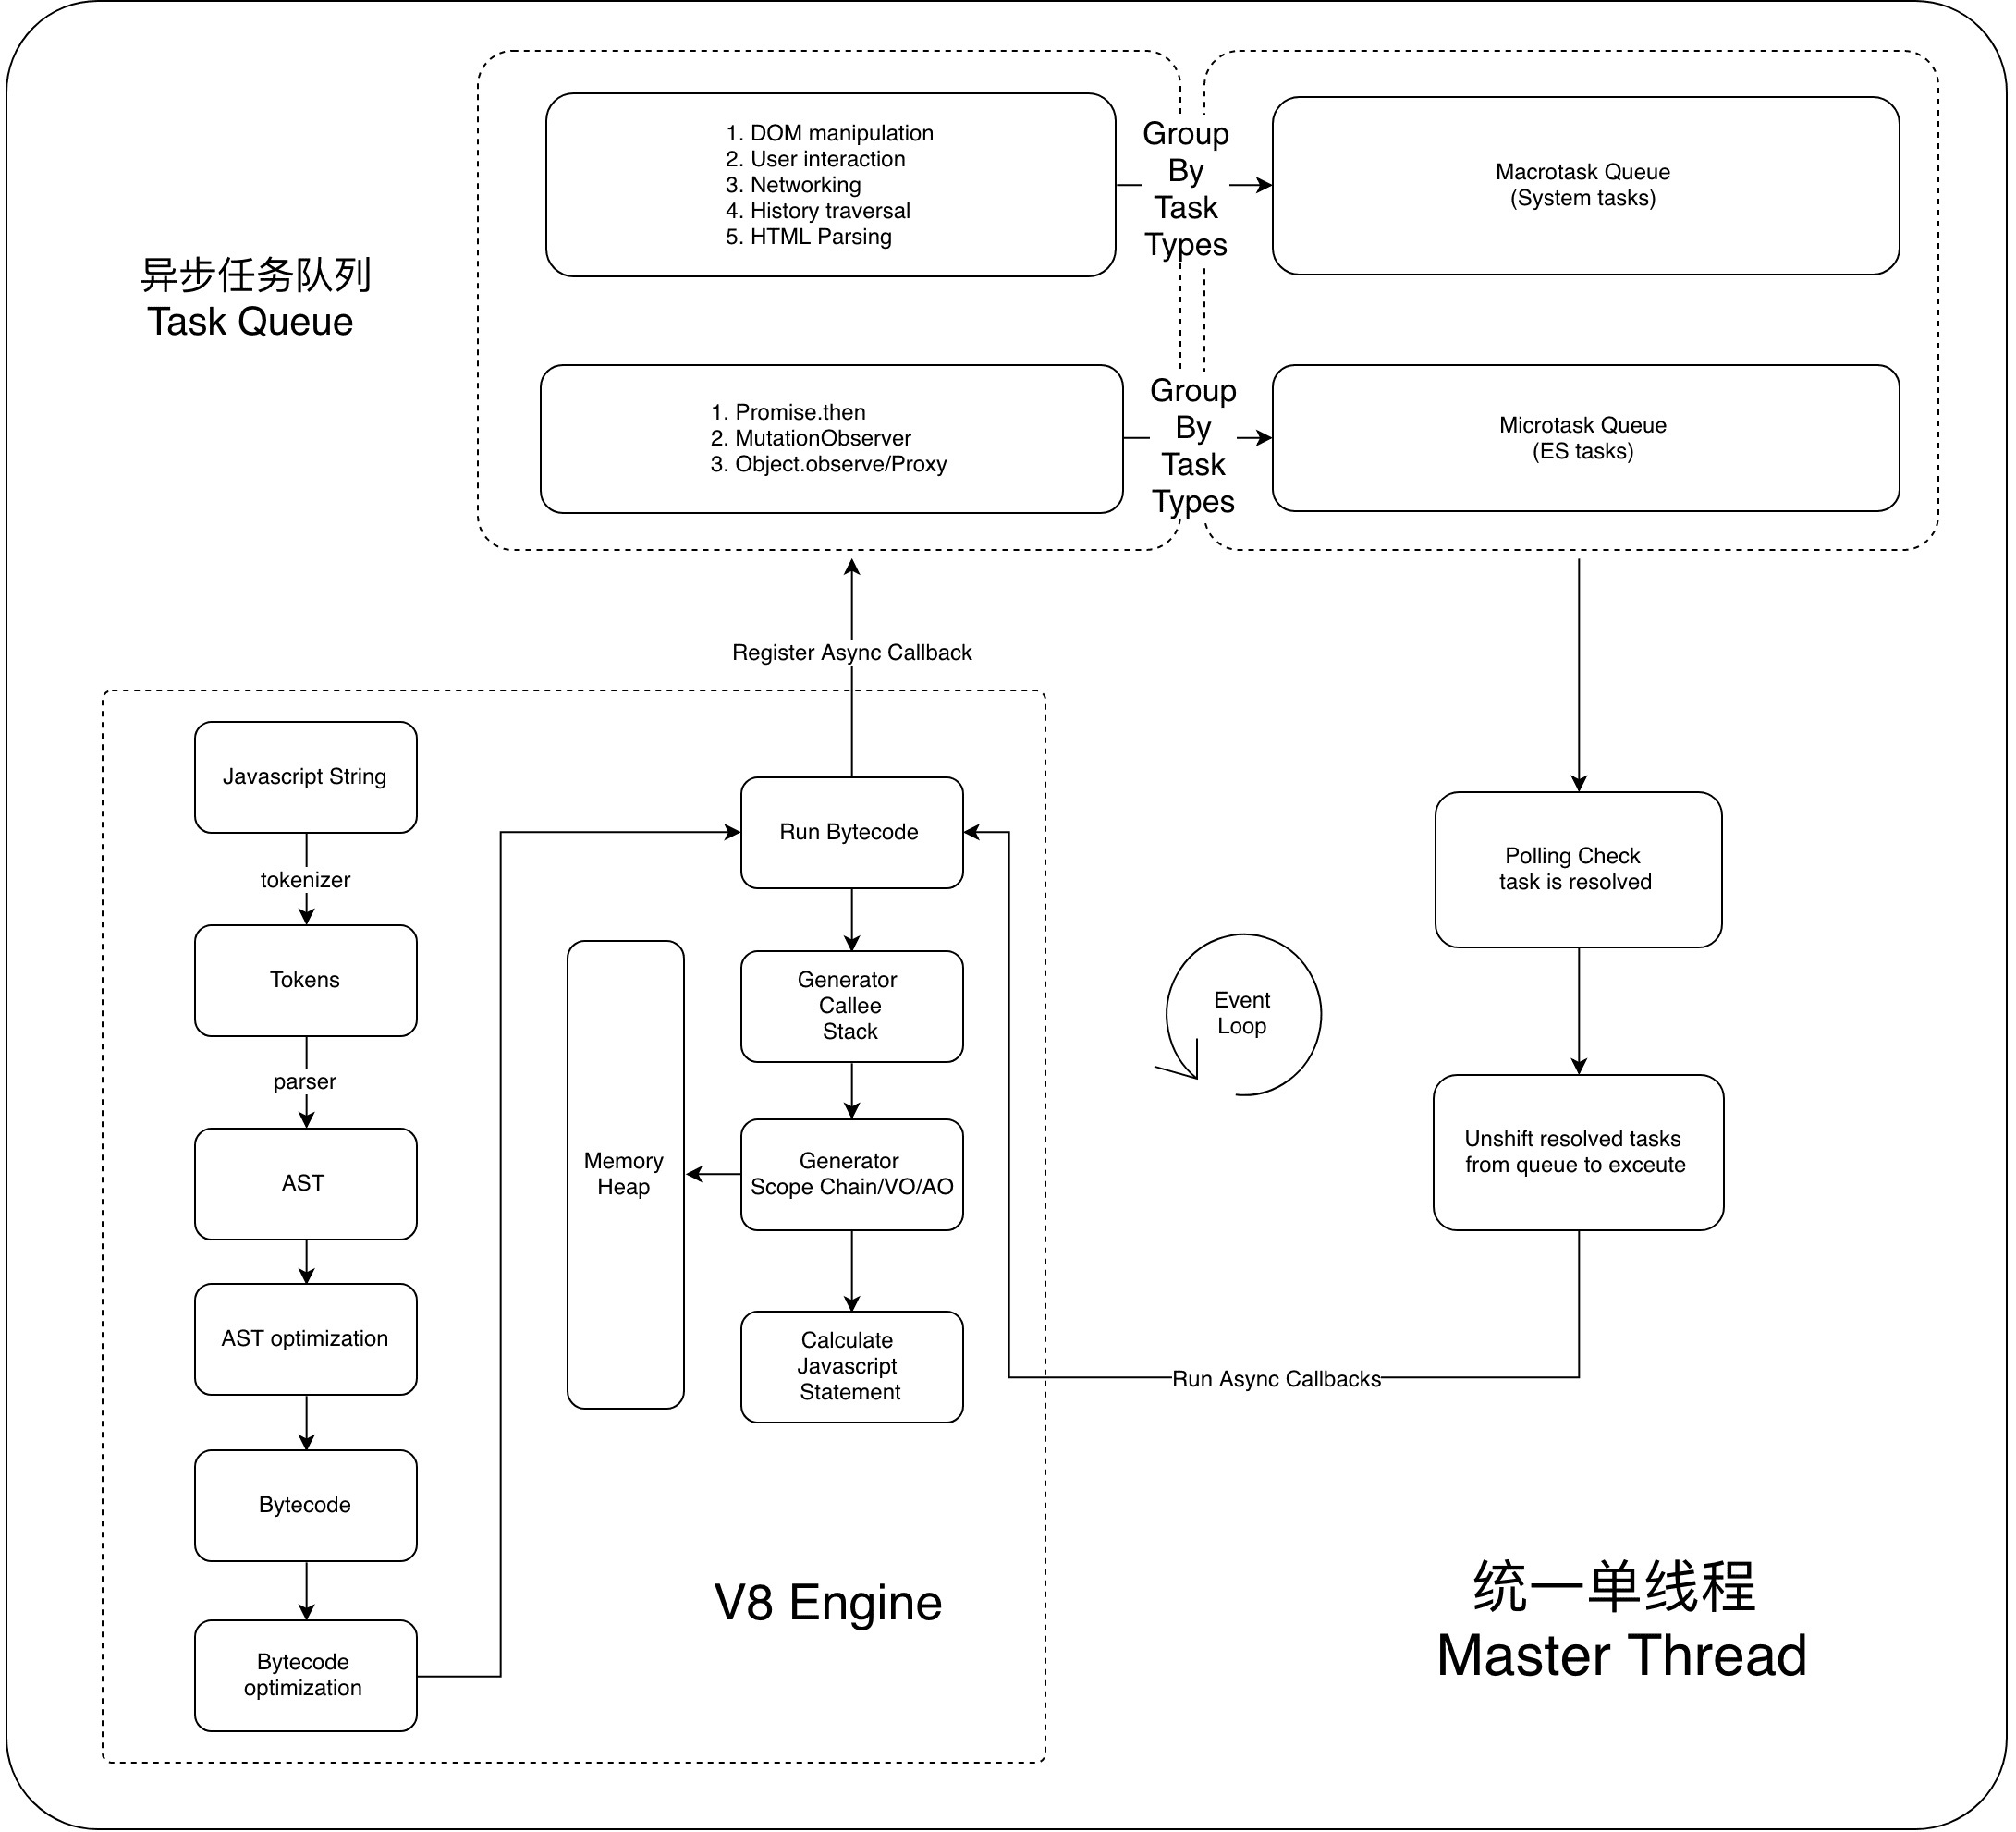 1. DOM manipulation
2. User interaction
3. Networking
4. History traversal
5. HTML Parsing
Group
By
Task
Types
Macrotask Queue
(System tasks)
异步任务队列
Task Queue
1. Promise.then
2. MutationObserver
3. Object.observe/Proxy
Group
By
Task
Types
Microtask Queue
(ES tasks)
Register Async Callback
Javascript String
tokenizer
Tokens
parser
AST
AST optimization
Bytecode
Bytecode
optimization
Run Bytecode
Generator
Callee
Stack
Memory
Heap
Generator
Scope Chain/VO/AO
Calculate
Javascript
Statement
V8 Engine
Event
Loop
Polling Check
task is resolved
Unshift resolved tasks
from queue to exceute
Run Async Callbacks
统一单线程
Master Thread